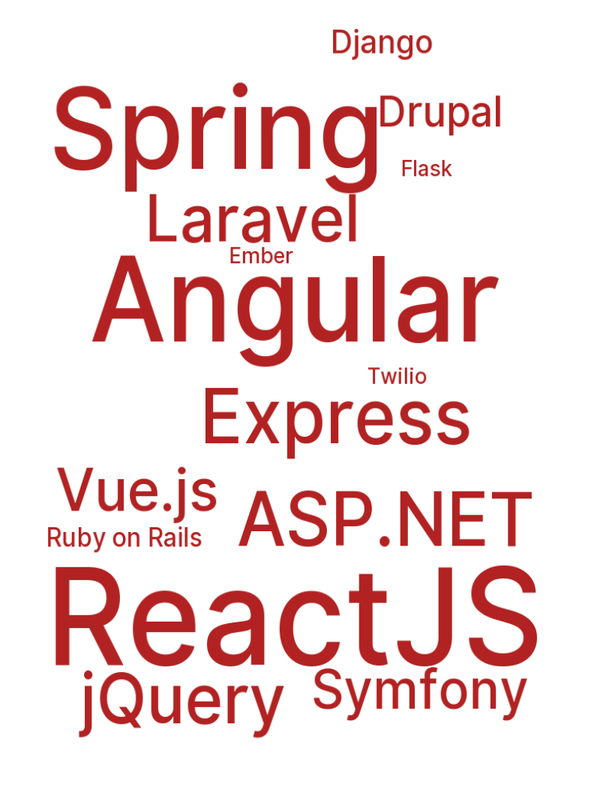 Django
Spring
Drupal
Flask
Laravel
Ember
Angular
Twilio
Express
Vue.js
ASP.NET
Ruby on Rails
ReactJS
jQuery
Symfony